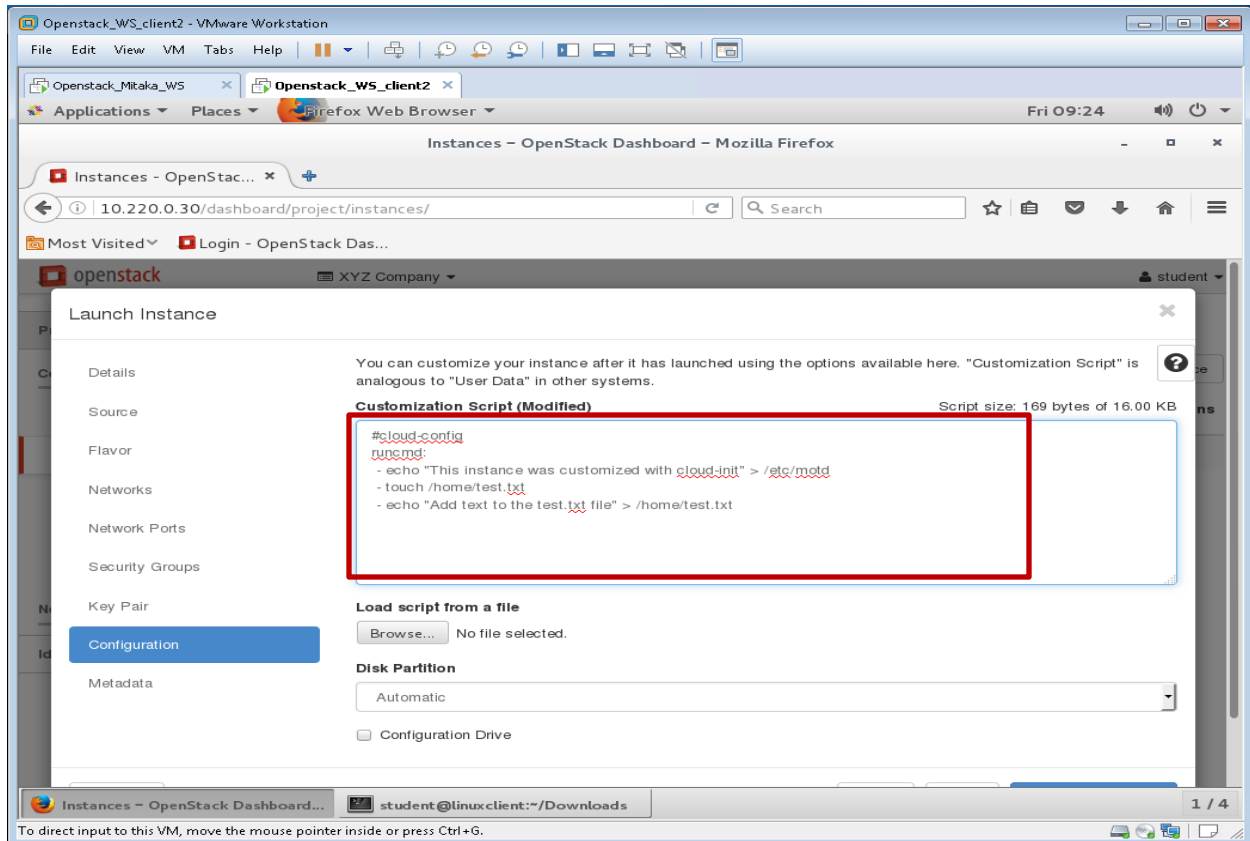 Openstack_WS_client2 - VMware Workstation
File Edit View VM Tabs Help
Openstack_Mitaka_WS Openstack_WS_client2
Applications Places Firefox Web Browser Fri 09:24
Instances - OpenStack Dashboard - Mozilla Firefox
Instances - OpenStac...
10.220.0.30/dashboard/project/instances/ Search
Most Visited Login - OpenStack Das...
openstack XYZ Company student
Launch Instance
Details
Source
Flavor
Networks
Network Ports
Security Groups
Key Pair
Configuration
Metadata
You can customize your instance after it has launched using the options available here. "Customization Script" is
analogous to "User Data" in other systems.
Customization Script (Modified) Script size: 169 bytes of 16.00 KB
#cloud-config
runcmd:
- echo "This instance was customized with cloud-init" > /etc/motd
- touch /home/test.txt
- echo "Add text to the test.txt file" > /home/test.txt
Load script from a file
Browse... No file selected.
Disk Partition
Automatic
Configuration Drive
Instances - OpenStack Dashboard... student@linuxclient:~/Downloads 1 / 4
To direct input to this VM, move the mouse pointer inside or press Ctrl+G.